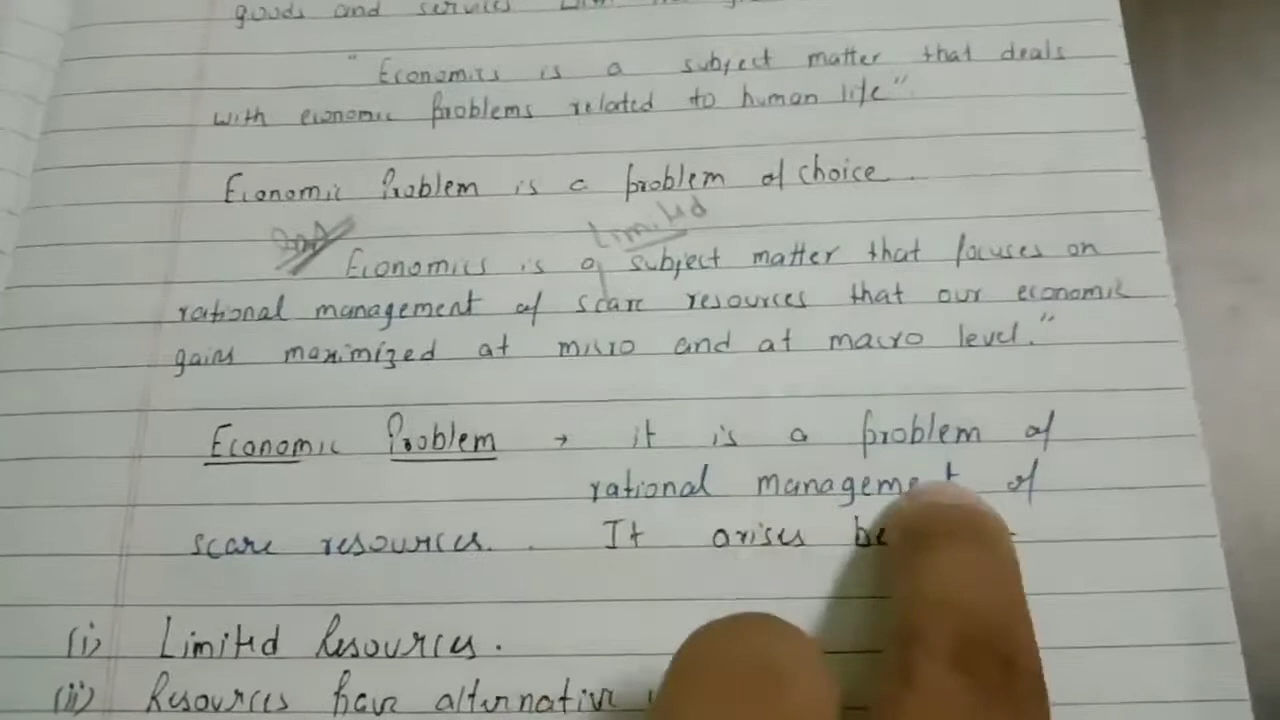 goods and services
"Economics is a subject matter that deals
with economic problems related to human life"
Economic Problem is a problem of choice.
Limited
Economics is a subject matter that focuses on
rational management of scare resources that our economic
gains maximized at micro and at macro level."
Economic Problem → it is a problem of
rational management of
scare resources. It arises be
(i) Limited Resources.
(ii) Resources have alternative